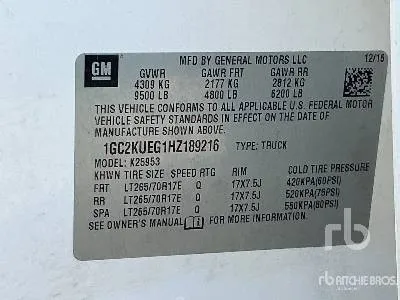 GM
MFD BY GENERAL MOTORS LLC
12/16
GVWR GAWR FRT GAWR RR
4309 KG 2177 KG 2812 KG
9500 LB 4800 LB 6200 LB
THIS VEHICLE CONFORMS TO ALL APPLICABLE U.S. FEDERAL MOTOR
VEHICLE SAFETY STANDARDS IN EFFECT ON THE DATE OF
MANUFACTURE SHOWN ABOVE.
1GC2KUEG1HZ189216 TYPE: TRUCK
MODEL: K25953
KHWN TIRE SIZE SPEED RTG RIM COLD TIRE PRESSURE
FRT LT265/70R17E Q 17X7.5J 420KPA(60PSI)
RR LT265/70R17E Q 17X7.5J 520KPA(75PSI)
SPA LT265/70R17E Q 17X7.5J 550KPA(80PSI)
SEE OWNER'S MANUAL FOR MORE INFORMATION
rb
rb RITCHIE BROS.